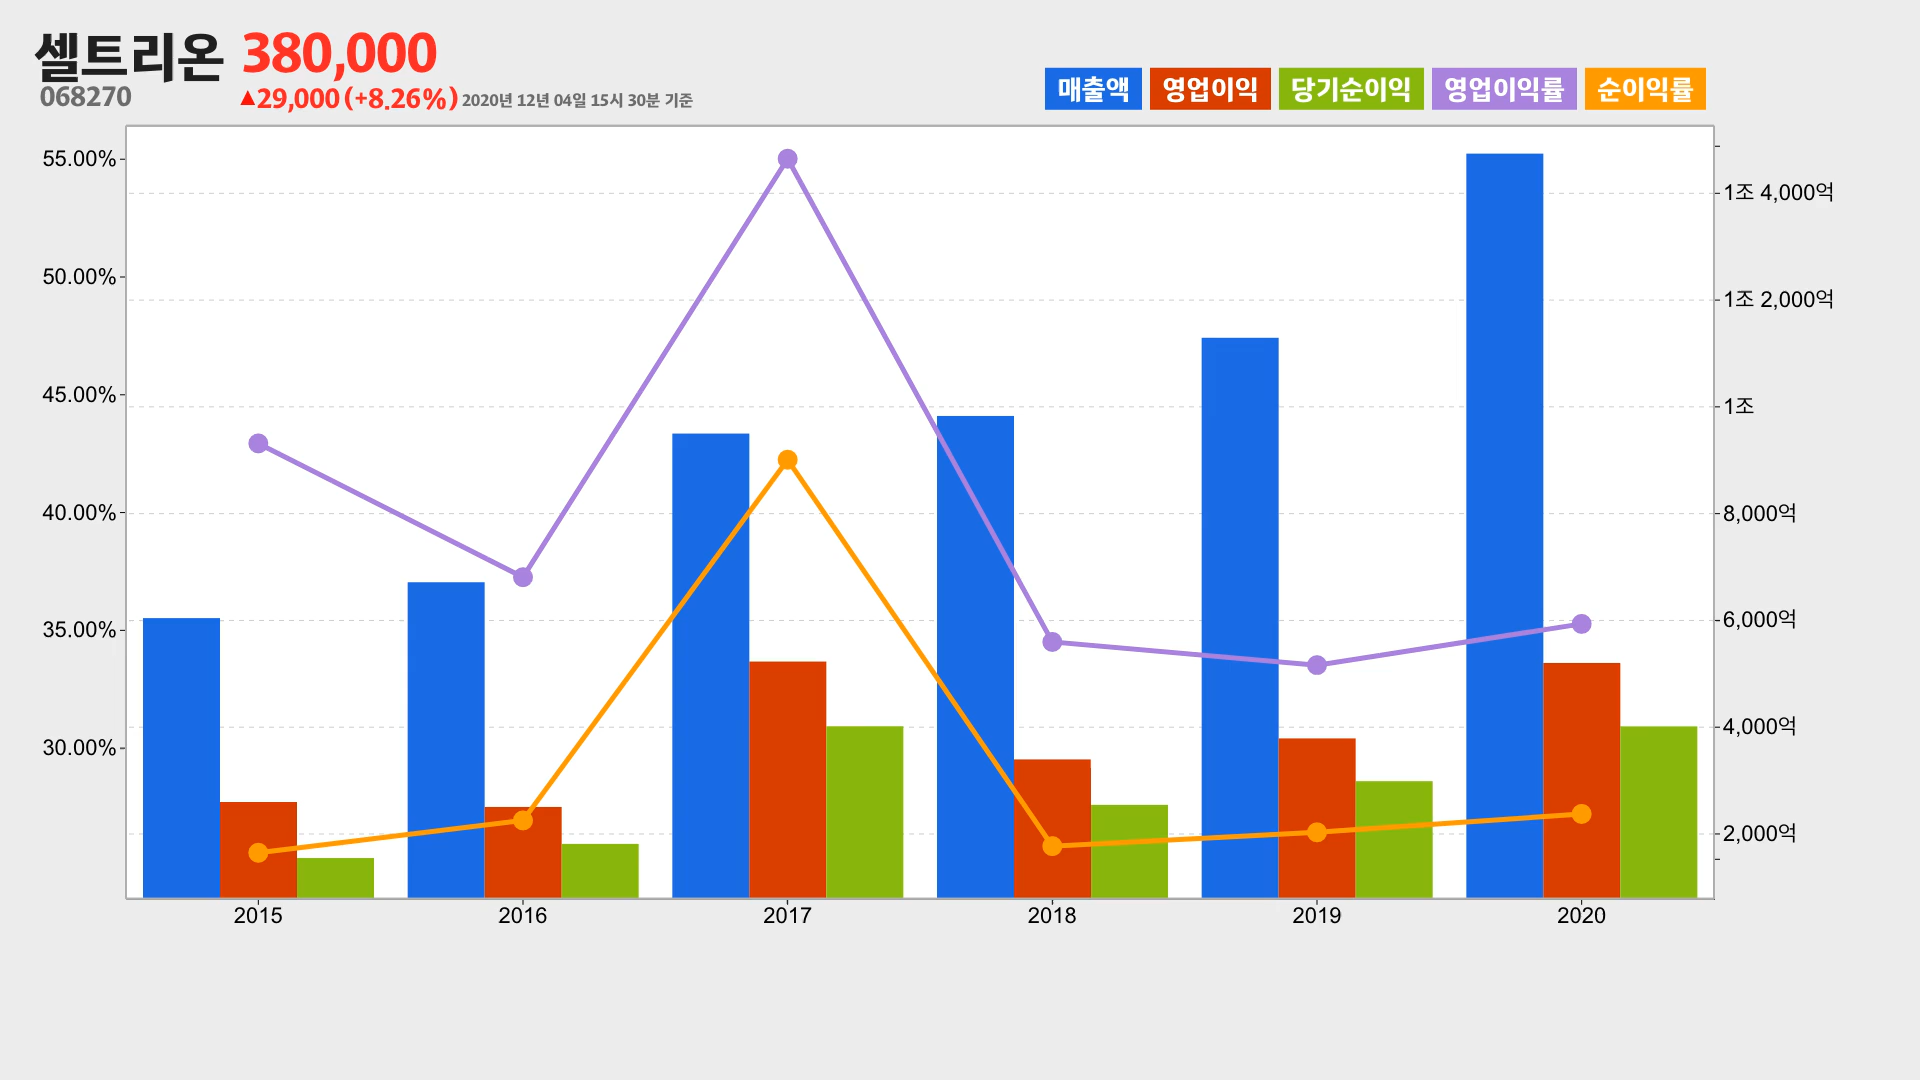 셀트리온 380,000
068270 ▲29,000 (+8.26%) 2020년 12년 04일 15시 30분 기준
매출액 영업이익 당기순이익 영업이익률 순이익률
55.00%
50.00%
45.00%
40.00%
35.00%
30.00%
1조 4,000억
1조 2,000억
1조
8,000억
6,000억
4,000억
2,000억
2015 2016 2017 2018 2019 2020